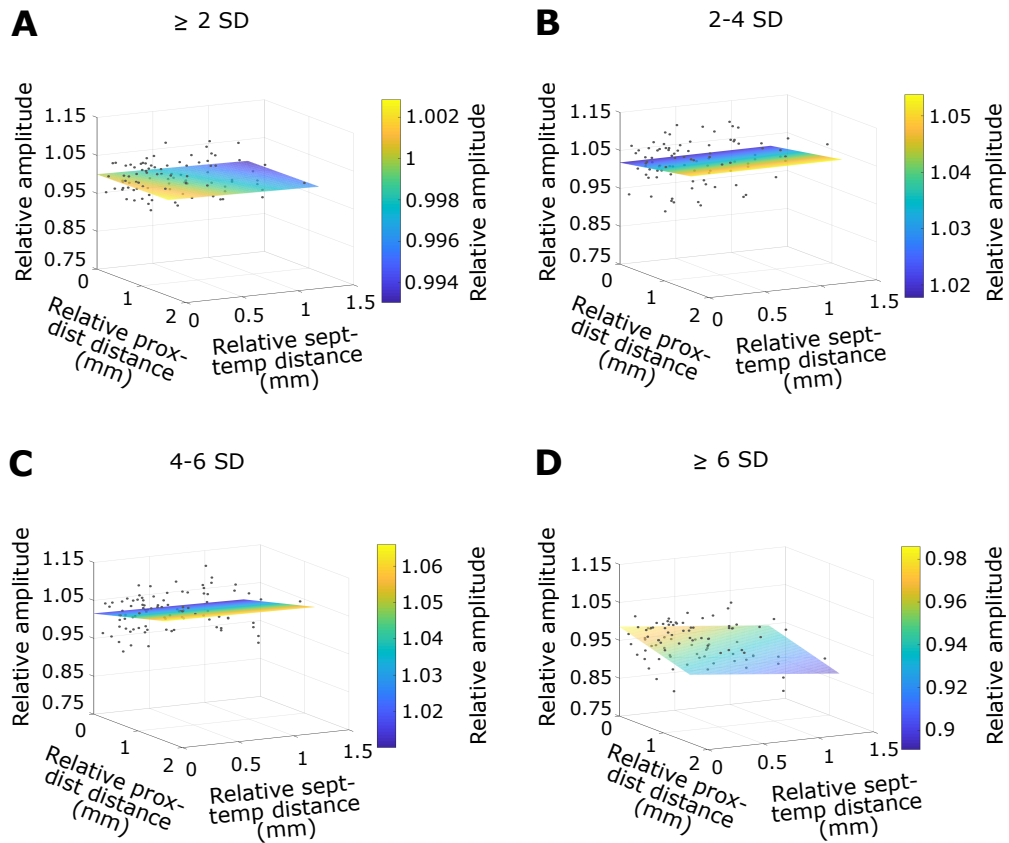 A
≥ 2 SD
Relative amplitude
1.15
1.05
0.95
0.85
0.75
0
1
2
0
0.5
1
1.5
Relative prox-
dist distance
(mm)
Relative sept-
temp distance
(mm)
1.002
1
0.998
0.996
0.994
Relative amplitude
B
2-4 SD
Relative amplitude
1.15
1.05
0.95
0.85
0.75
0
1
2
0
0.5
1
1.5
Relative prox-
dist distance
(mm)
Relative sept-
temp distance
(mm)
1.05
1.04
1.03
1.02
Relative amplitude
C
4-6 SD
Relative amplitude
1.15
1.05
0.95
0.85
0.75
0
1
2
0
0.5
1
1.5
Relative prox-
dist distance
(mm)
Relative sept-
temp distance
(mm)
1.06
1.05
1.04
1.03
1.02
Relative amplitude
D
≥ 6 SD
Relative amplitude
1.15
1.05
0.95
0.85
0.75
0
1
2
0
0.5
1
1.5
Relative prox-
dist distance
(mm)
Relative sept-
temp distance
(mm)
0.98
0.96
0.94
0.92
0.9
Relative amplitude